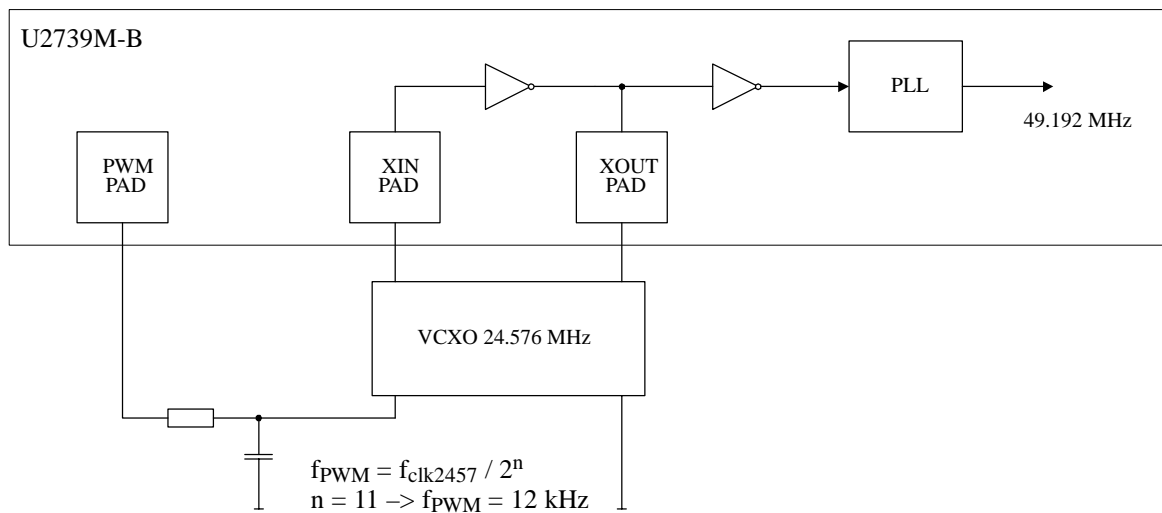 U2739M-B
PLL
49.192 MHz
PWM
PAD
XIN
PAD
XOUT
PAD
VCXO 24.576 MHz
fPWM = fclk2457 / 2^n
n = 11 –> fPWM = 12 kHz